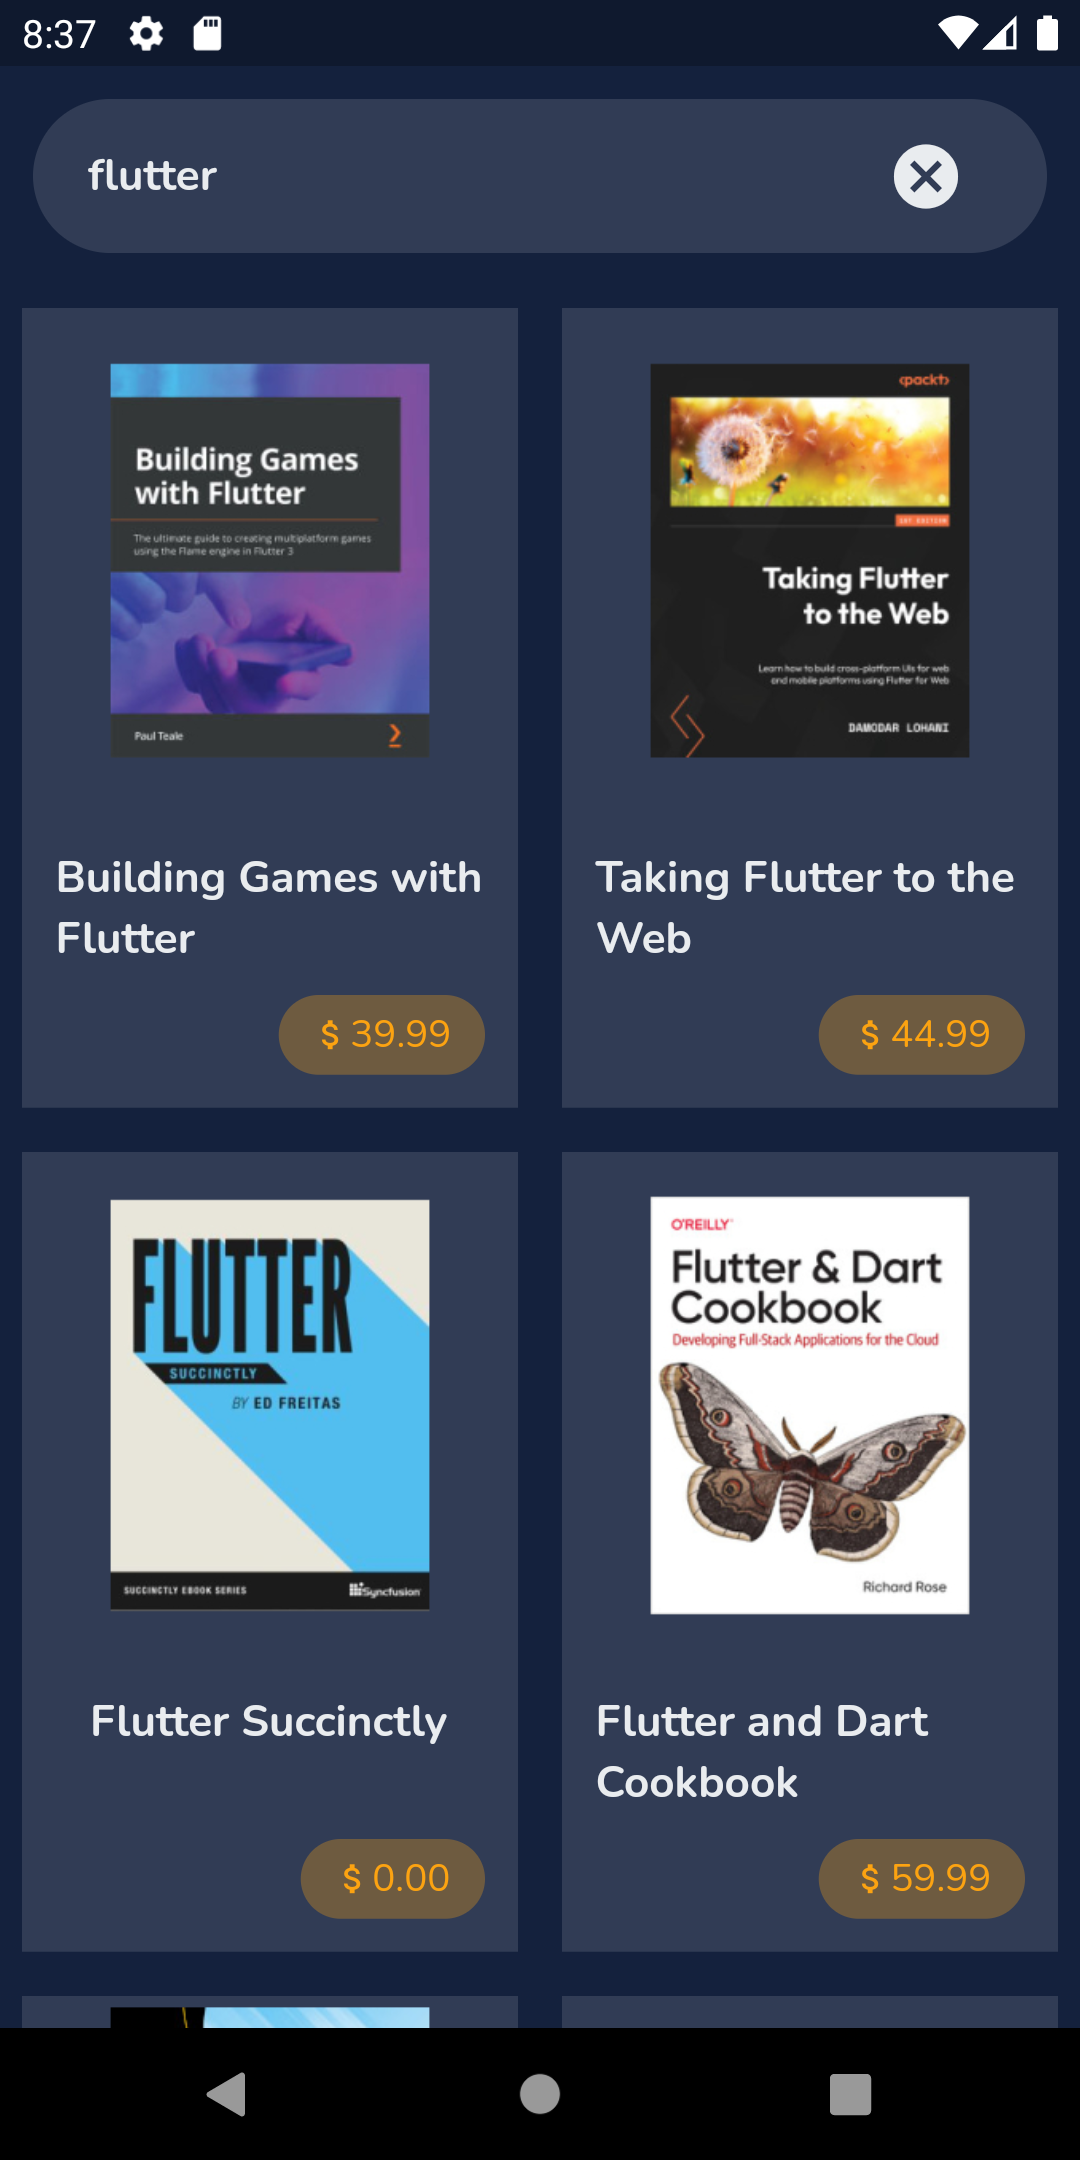 8:37
flutter
Building Games
with Flutter
The ultimate guide to creating multiplatform games
using the Flame engine in Flutter 3
Paul Teale
Building Games with
Flutter
$ 39.99
<packt>
1ST EDITION
Taking Flutter
to the Web
Learn how to build cross-platform UIs for web
and mobile platforms using Flutter for Web
DAMODAR LOHANI
Taking Flutter to the
Web
$ 44.99
FLUTTER
SUCCINCTLY
BY ED FREITAS
SUCCINCTLY EBOOK SERIES
Syncfusion
Flutter Succinctly
$ 0.00
O'REILLY
Flutter & Dart
Cookbook
Developing Full-Stack Applications for the Cloud
Richard Rose
Flutter and Dart
Cookbook
$ 59.99